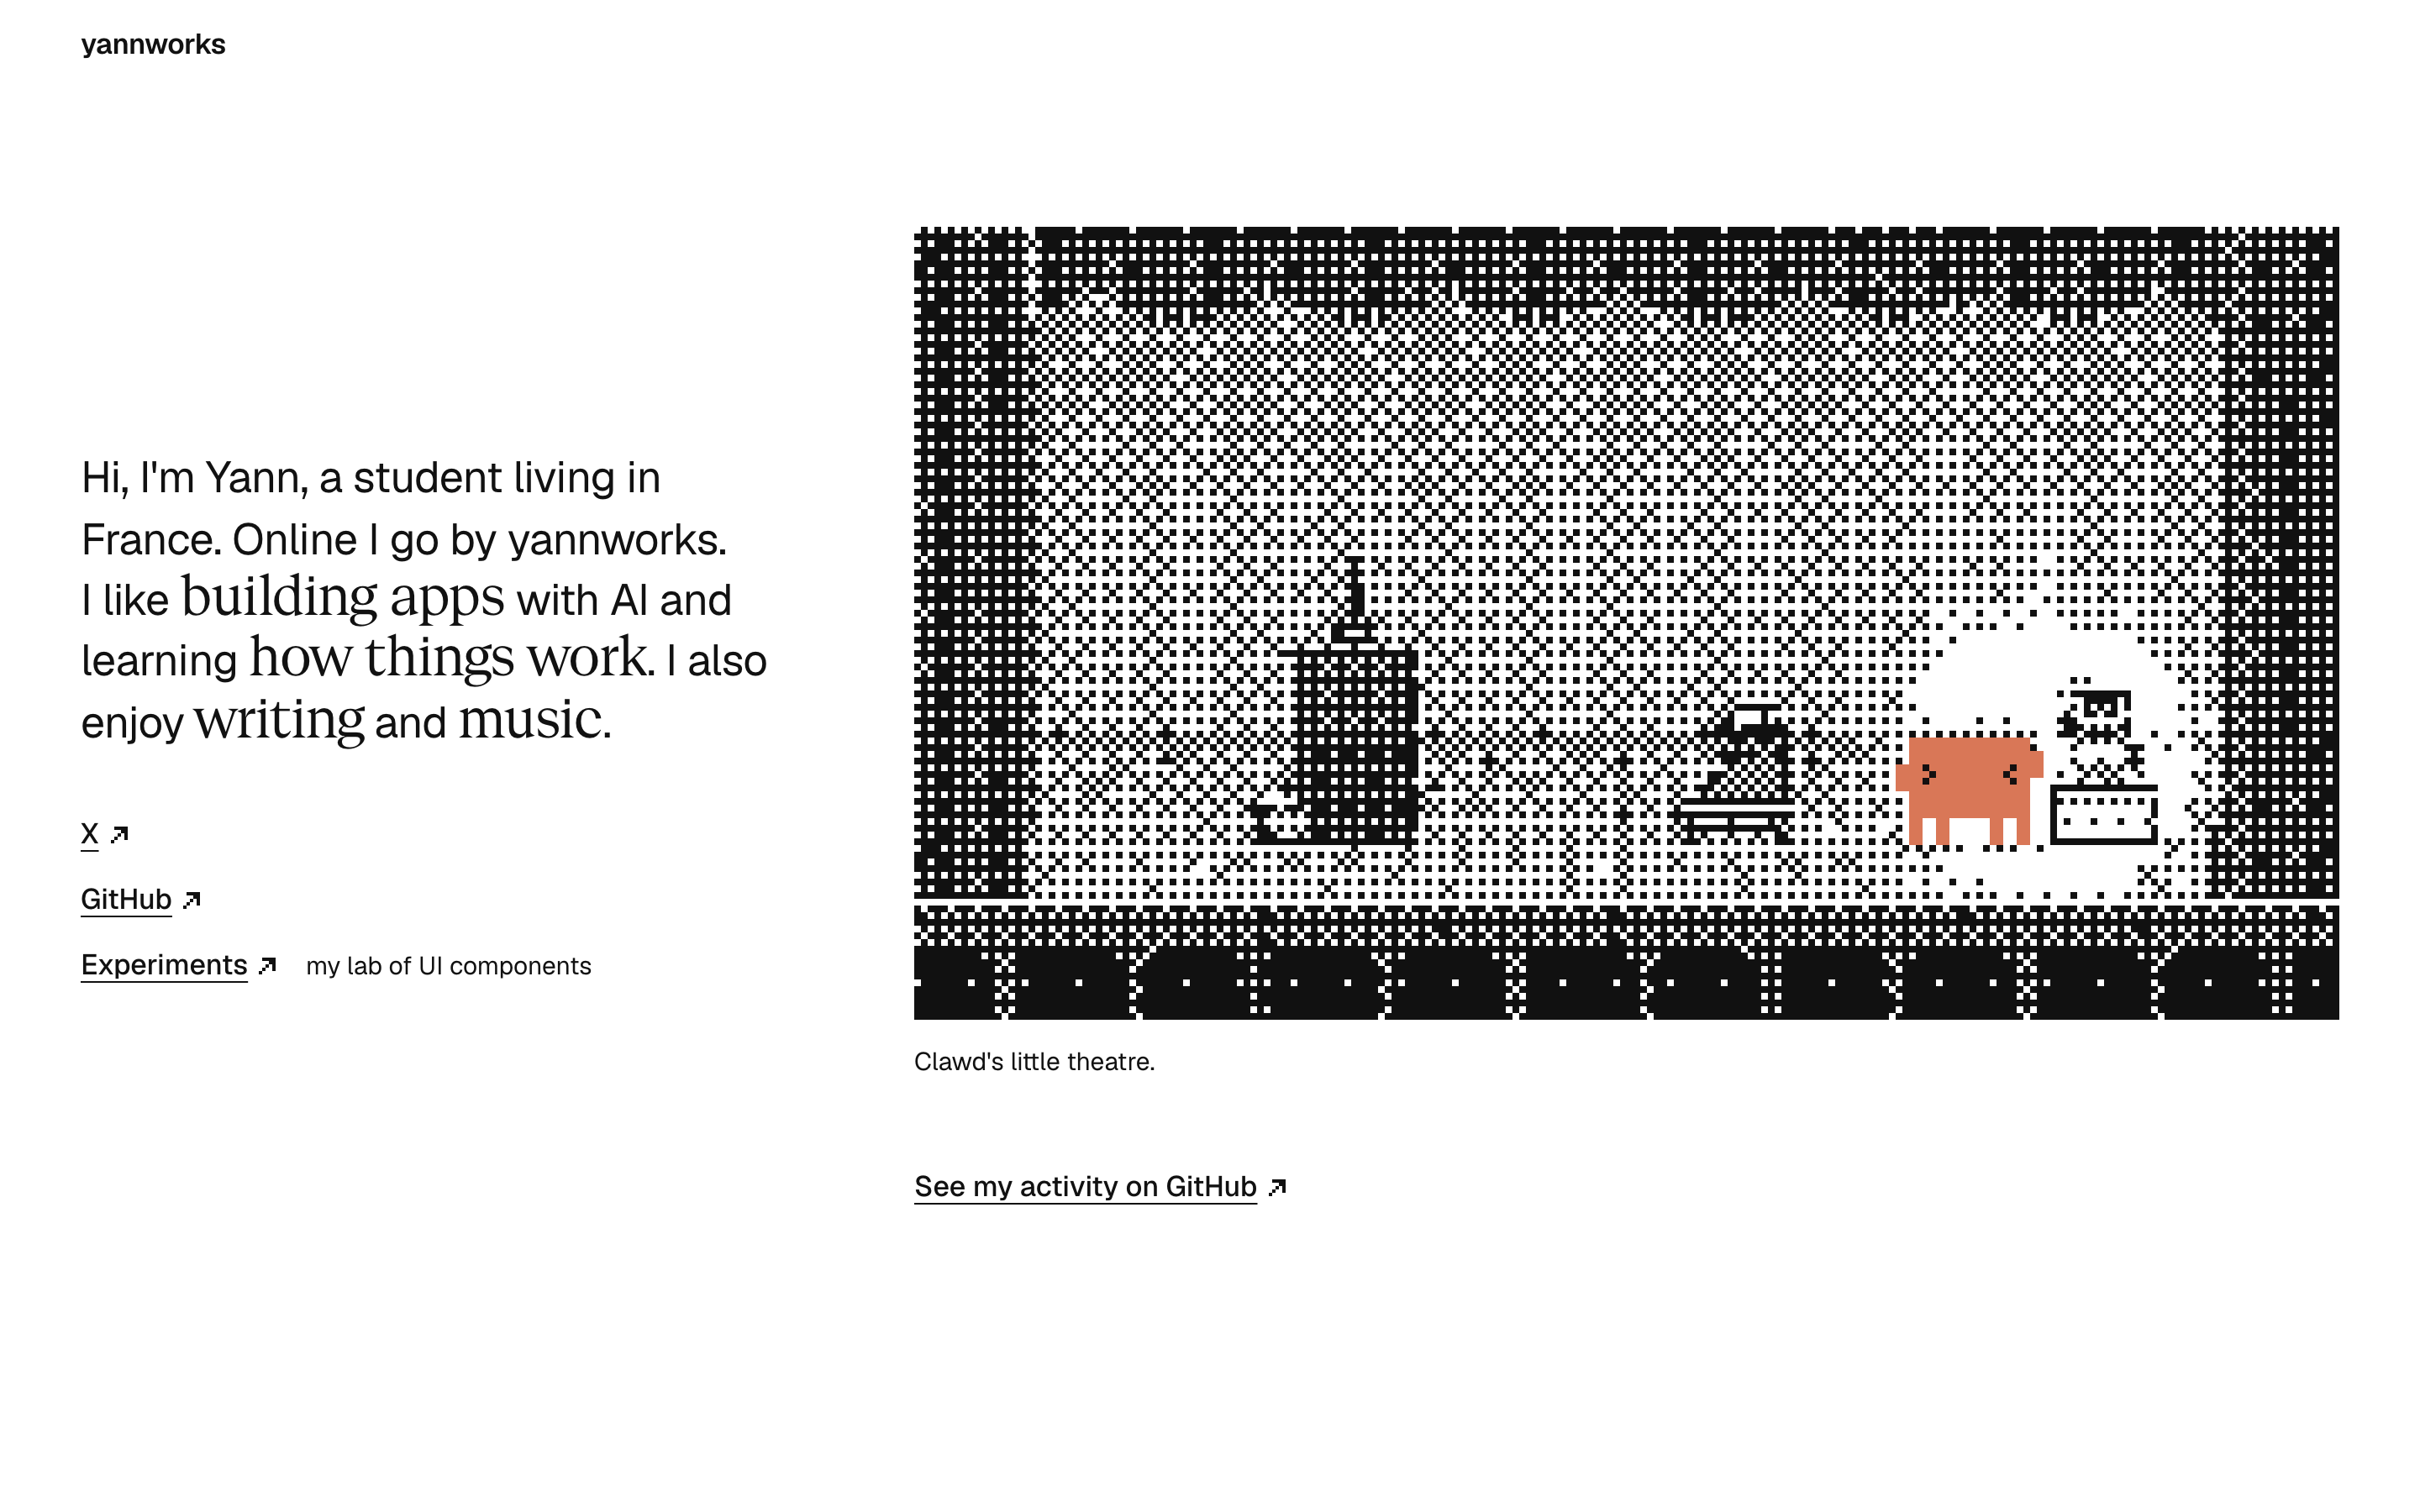 yannworks
Hi, I'm Yann, a student living in
France. Online I go by yannworks.
I like building apps with AI and
learning how things work. I also
enjoy writing and music.
X
GitHub
Experiments my lab of UI components
Clawd's little theatre.
See my activity on GitHub